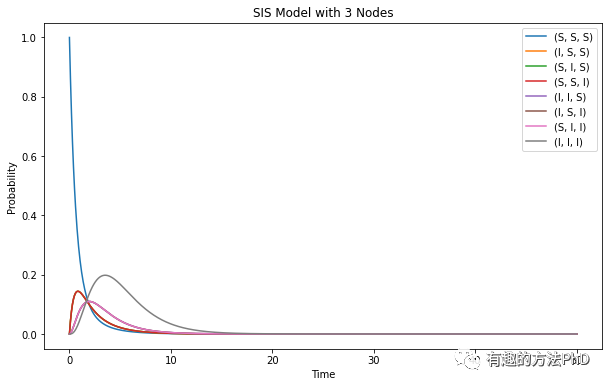 SIS Model with 3 Nodes
1.0
0.8
0.6
0.4
0.2
0.0
Probability
(S, S, S)
(I, S, S)
(S, I, S)
(S, S, I)
(I, I, S)
(I, S, I)
(S, I, I)
(I, I, I)
0
10
20
30
有趣的方法PhD
Time